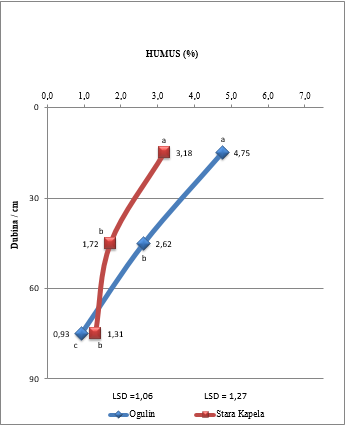 HUMUS (%)
0,0 1,0 2,0 3,0 4,0 5,0 6,0 7,0
0
a a
3,18 4,75
30
b
1,72 2,62
b
60
0,93 1,31
c b
90
Dubina / cm
LSD =1,06 LSD = 1,27
Ogulin Stara Kapela